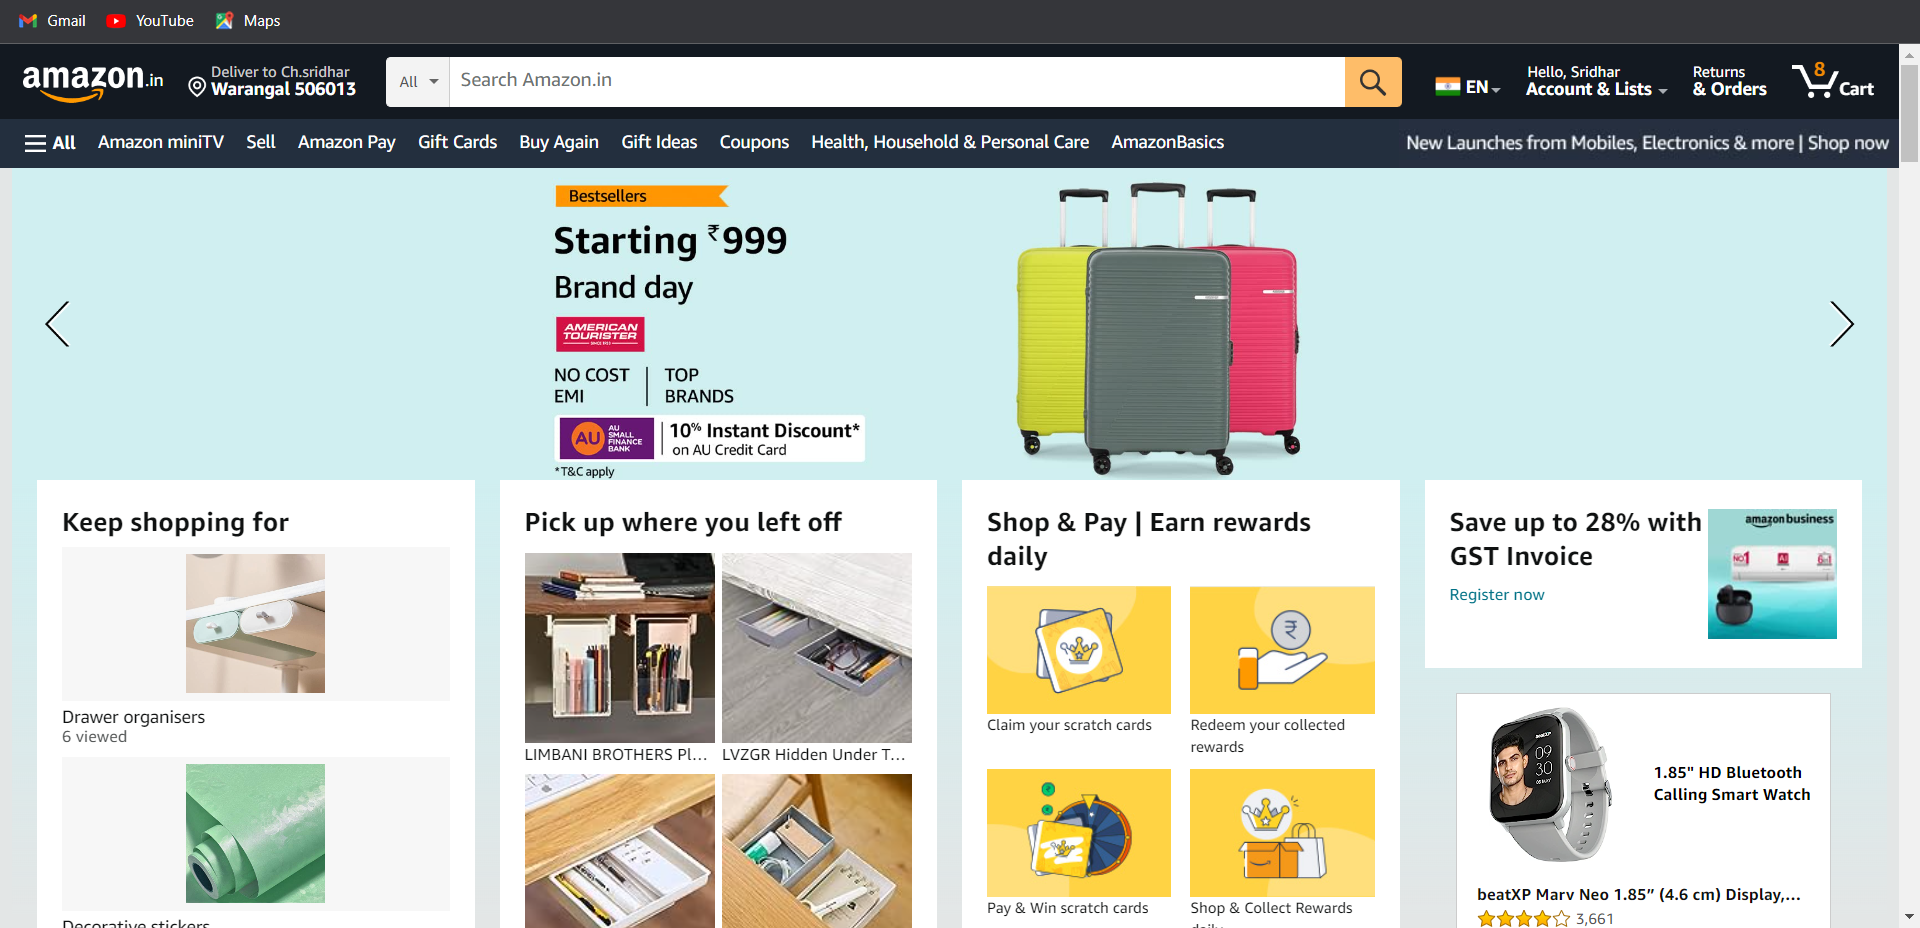 Gmail
YouTube
Maps
amazon.in
Deliver to Ch.sridhar
Warangal 506013
All
Search Amazon.in
EN
Hello, Sridhar
Account & Lists
Returns
& Orders
8
Cart
All
Amazon miniTV
Sell
Amazon Pay
Gift Cards
Buy Again
Gift Ideas
Coupons
Health, Household & Personal Care
AmazonBasics
New Launches from Mobiles, Electronics & more | Shop now
Bestsellers
Starting ₹999
Brand day
AMERICAN
TOURISTER
NO COST
EMI
TOP
BRANDS
AU
AU
SMALL
FINANCE
BANK
10% Instant Discount*
on AU Credit Card
*T&C apply
Keep shopping for
Drawer organisers
6 viewed
Decorative stickers
Pick up where you left off
LIMBANI BROTHERS Pl...
LVZGR Hidden Under T...
Shop & Pay | Earn rewards
daily
Claim your scratch cards
Redeem your collected
rewards
Pay & Win scratch cards
Shop & Collect Rewards
daily
Save up to 28% with
GST Invoice
Register now
amazon business
NO1
AI
6in1
09
30
1.85" HD Bluetooth
Calling Smart Watch
beatXP Marv Neo 1.85” (4.6 cm) Display,...
3,661